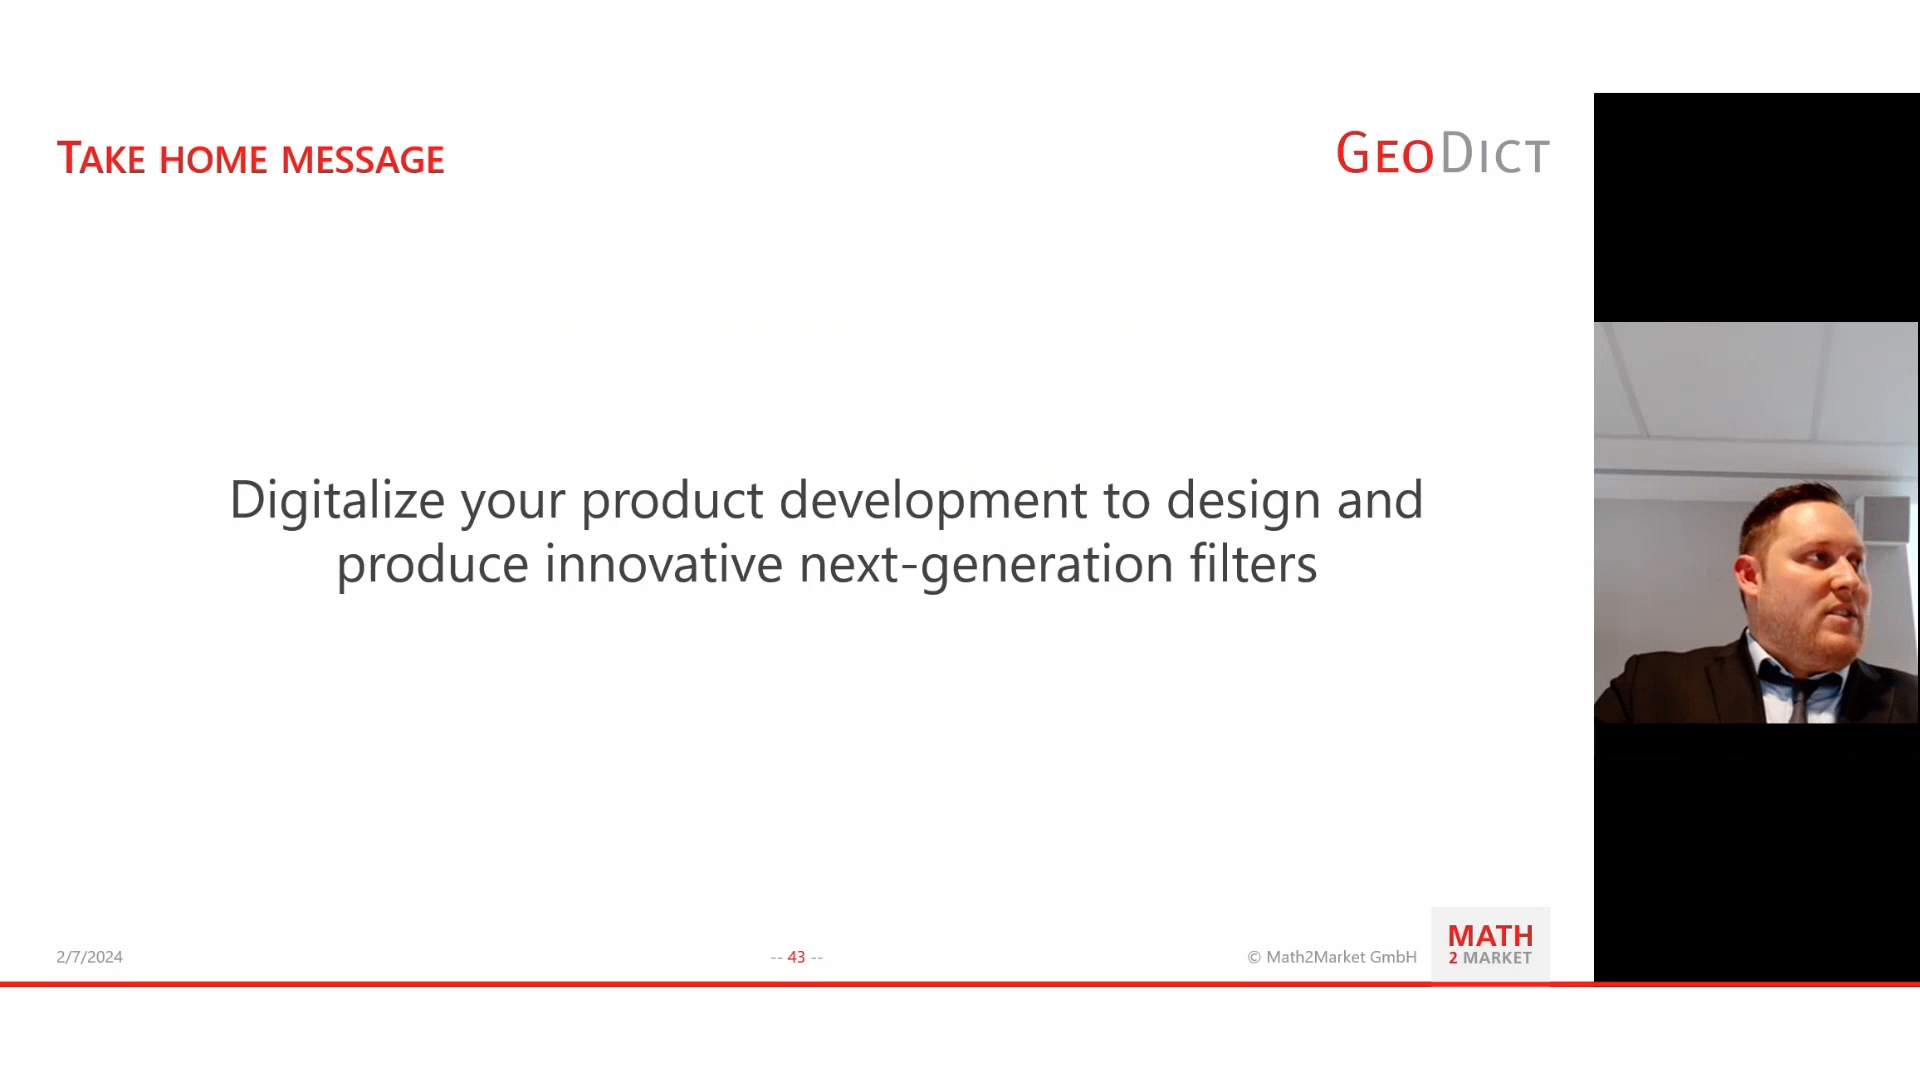 TAKE HOME MESSAGE
GEODICT
Digitalize your product development to design and
produce innovative next-generation filters
2/7/2024
-- 43 --
© Math2Market GmbH
MATH
2 MARKET